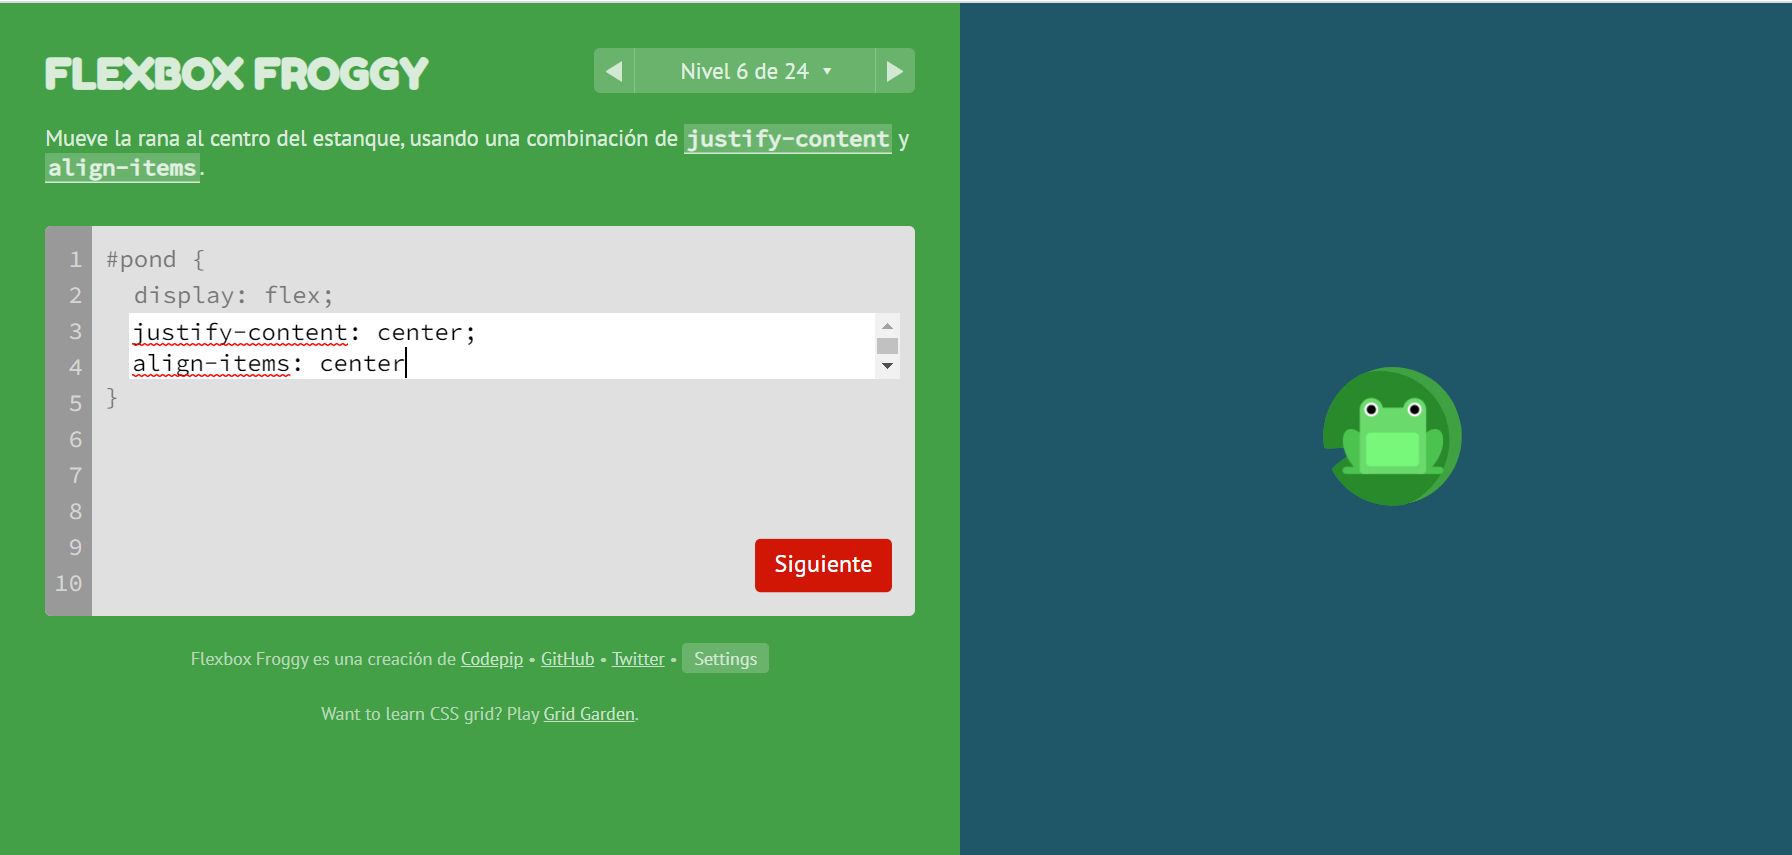 FLEXBOX FROGGY
Nivel 6 de 24
Mueve la rana al centro del estanque, usando una combinación de justify-content y
align-items.
1 #pond {
2 display: flex;
3 justify-content: center;
4 align-items: center
5 }
6
7
8
9
10
Siguiente
Flexbox Froggy es una creación de Codepip • GitHub • Twitter • Settings
Want to learn CSS grid? Play Grid Garden.